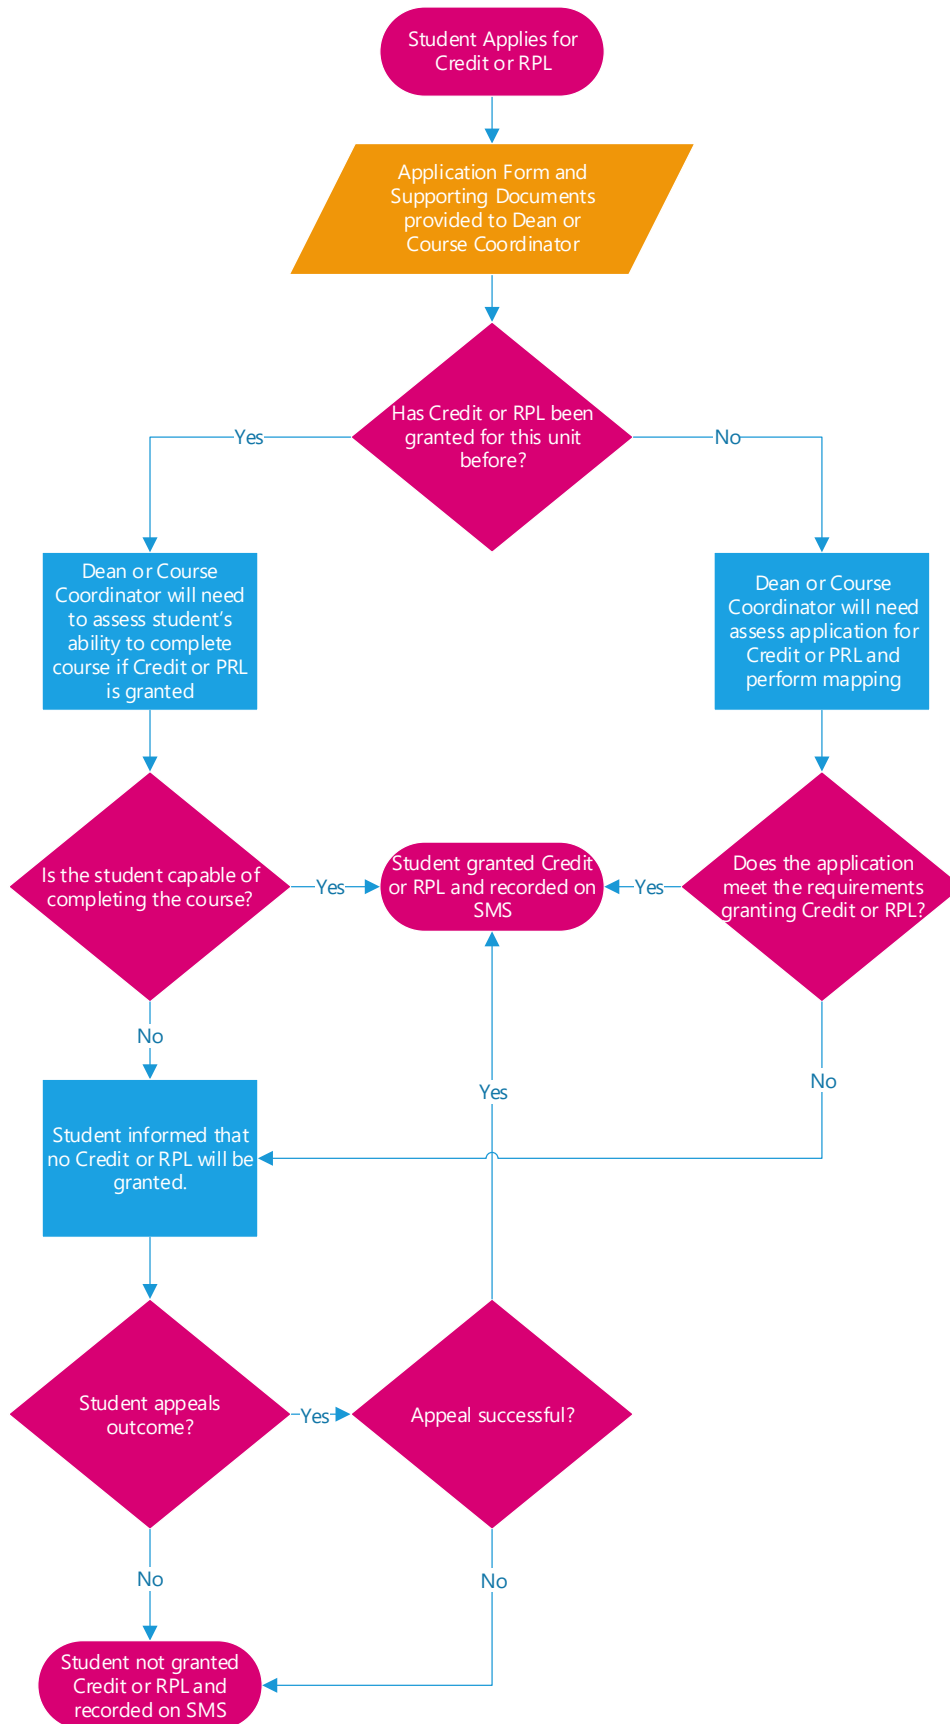 Student Applies for
Credit or RPL
Application Form and
Supporting Documents
provided to Dean or
Course Coordinator
Has Credit or RPL been
granted for this unit
before?
Yes
No
Dean or Course
Coordinator will need
to assess student's
ability to complete
course if Credit or PRL
is granted
Dean or Course
Coordinator will need
assess application for
Credit or PRL and
perform mapping
Is the student capable of
completing the course?
Yes
Student granted Credit
or RPL and recorded on
SMS
Yes
Does the application
meet the requirements
granting Credit or RPL?
No
No
Yes
Student informed that
no Credit or RPL will be
granted.
Student appeals
outcome?
Yes
Appeal successful?
No
No
Student not granted
Credit or RPL and
recorded on SMS